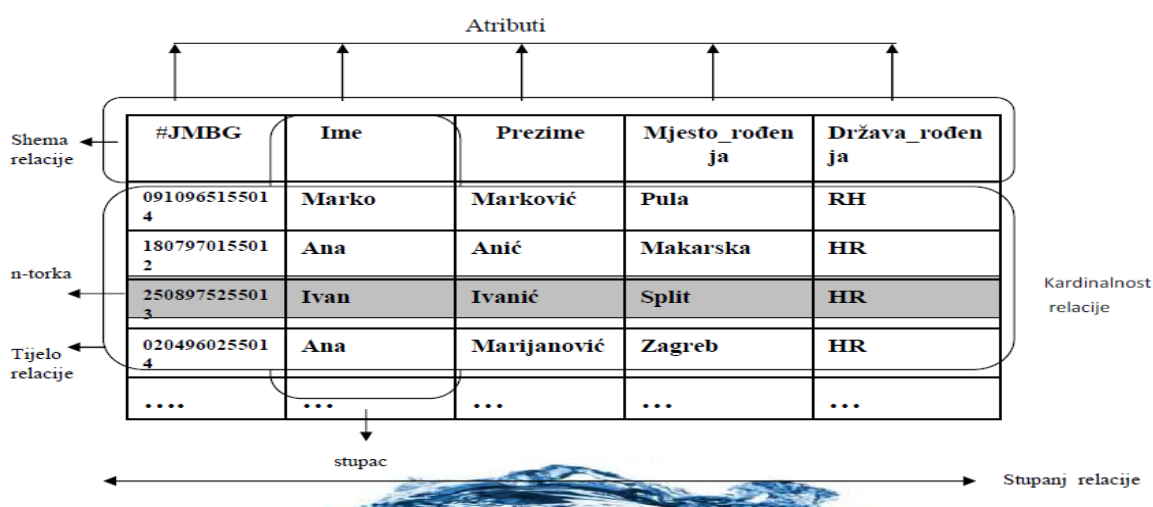 Atributi
Shema
relacije
#JMBG Ime Prezime Mjesto_rođen Država_rođen
ja ja
091096515501 Marko Marković Pula RH
4
180797015501 Ana Anić Makarska HR
2
n-torka
250897525501 Ivan Ivanić Split HR
3
Kardinalnost
relacije
020496025501 Ana Marijanović Zagreb HR
4
Tijelo
relacije
.... ... ... ... ...
stupac
Stupanj relacije